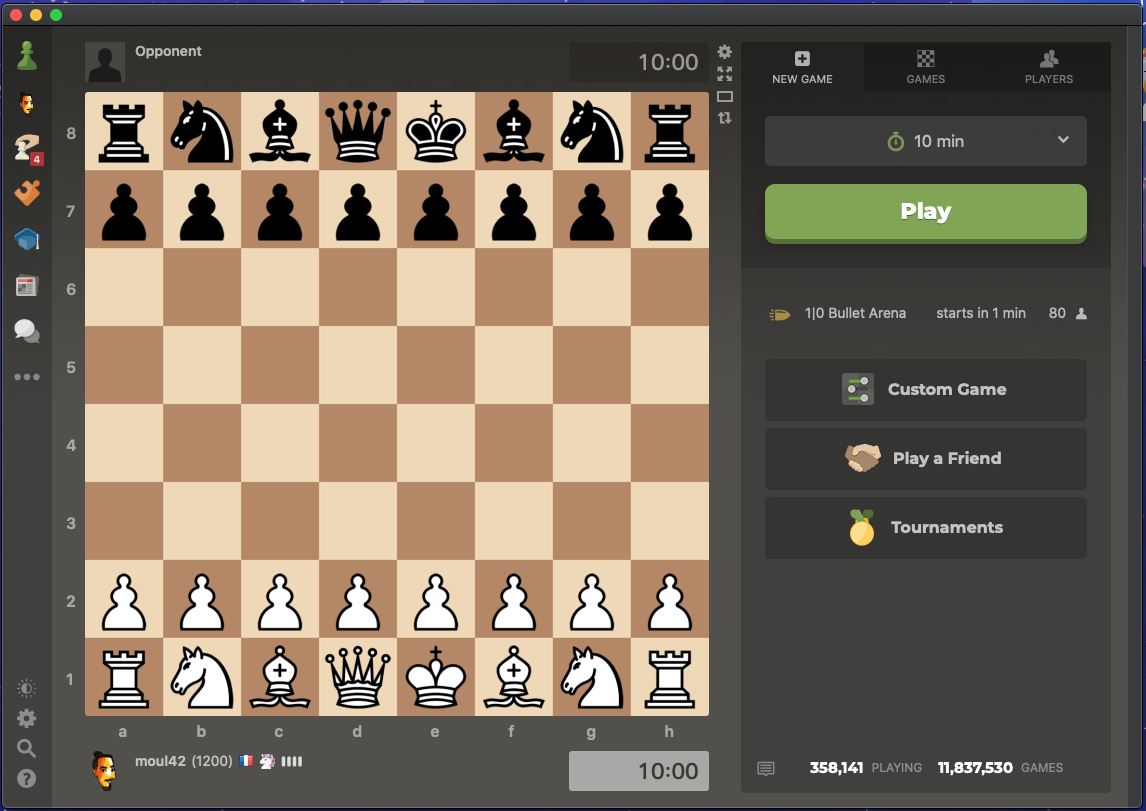 Opponent
10:00
NEW GAME
GAMES
PLAYERS
4
10 min
Play
1|0 Bullet Arena starts in 1 min 80
Custom Game
Play a Friend
Tournaments
8
7
6
5
4
3
2
1
a b c d e f g h
moul42 (1200)
10:00
358,141 PLAYING 11,837,530 GAMES